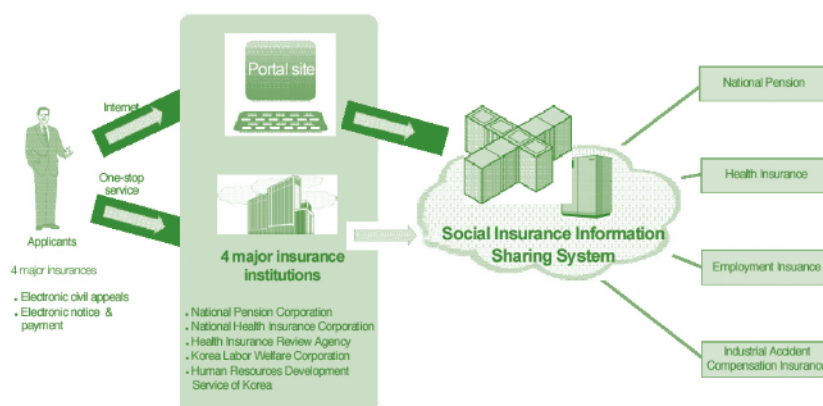 Internet
One-stop
service
Applicants
4 major insurances
• Electronic civil appeals
• Electronic notice &
payment
Portal site
4 major insurance
institutions
• National Pension Corporation
• National Health Insurance Corporation
• Health Insurance Review Agency
• Korea Labor Welfare Corporation
• Human Resources Development
Service of Korea
Social Insurance Information
Sharing System
National Pension
Health Insurance
Employment Insuance
Industrial Accident
Compensation Insurance